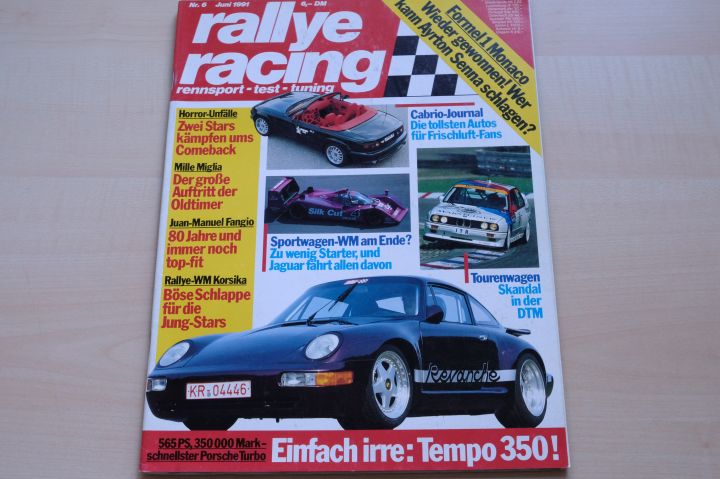 Nr. 6 Juni 1991 6,– DM
rallye
racing
rennsport - test - tuning
Formel 1 Monaco
Wieder gewonnen! Wer
kann Ayrton Senna schlagen?
Horror-Unfälle
Zwei Stars
kämpfen ums
Comeback
Mille Miglia
Der große
Auftritt der
Oldtimer
Juan-Manuel Fangio
80 Jahre und
immer noch
top-fit
Rallye-WM Korsika
Böse Schlappe
für die
Jung-Stars
Cabrio-Journal
Die tollsten Autos
für Frischluft-Fans
Silk Cut
Sportwagen-WM am Ende?
Zu wenig Starter, und
Jaguar fährt allen davon
Tourenwagen
Skandal
in der
DTM
Revanche
KR 04446
565 PS, 350 000 Mark –
schnellster Porsche Turbo
Einfach irre: Tempo 350!